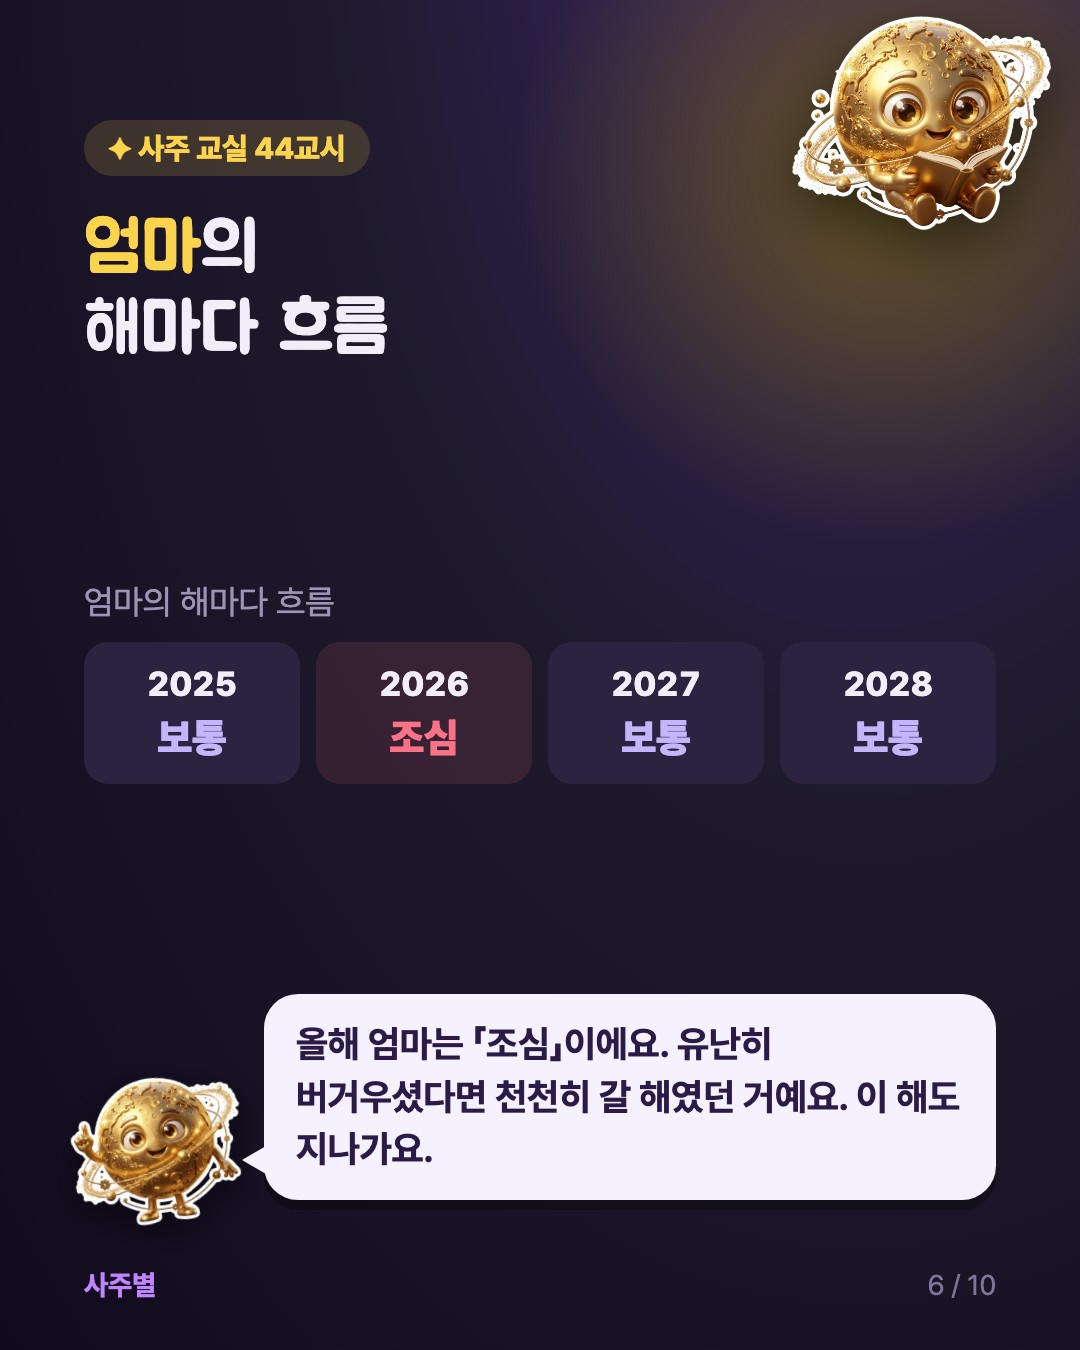 ✦ 사주 교실 44교시
엄마의
해마다 흐름
엄마의 해마다 흐름
2025 2026 2027 2028
보통 조심 보통 보통
올해 엄마는 「조심」이에요. 유난히
버거우셨다면 천천히 갈 해였던 거예요. 이 해도
지나가요.
사주별 6 / 10